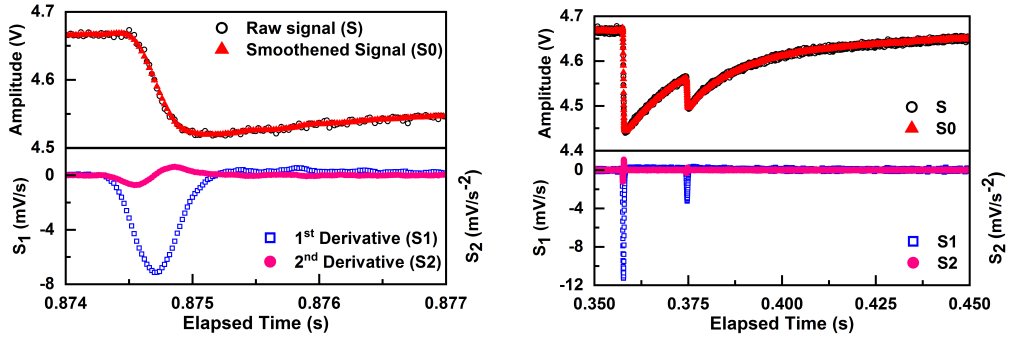 4.7
4.6
4.5
Amplitude (V)
Raw signal (S)
Smoothened Signal (S0)
0
-4
-8
S1 (mV/s)
S2 (mV/s-2)
1st Derivative (S1)
2nd Derivative (S2)
0.874 0.875 0.876 0.877
Elapsed Time (s)
4.7
4.6
4.5
4.4
Amplitude (V)
S
S0
0
-4
-8
-12
S1 (mV/s)
S2 (mV/s-2)
S1
S2
0.350 0.375 0.400 0.425 0.450
Elapsed Time (s)